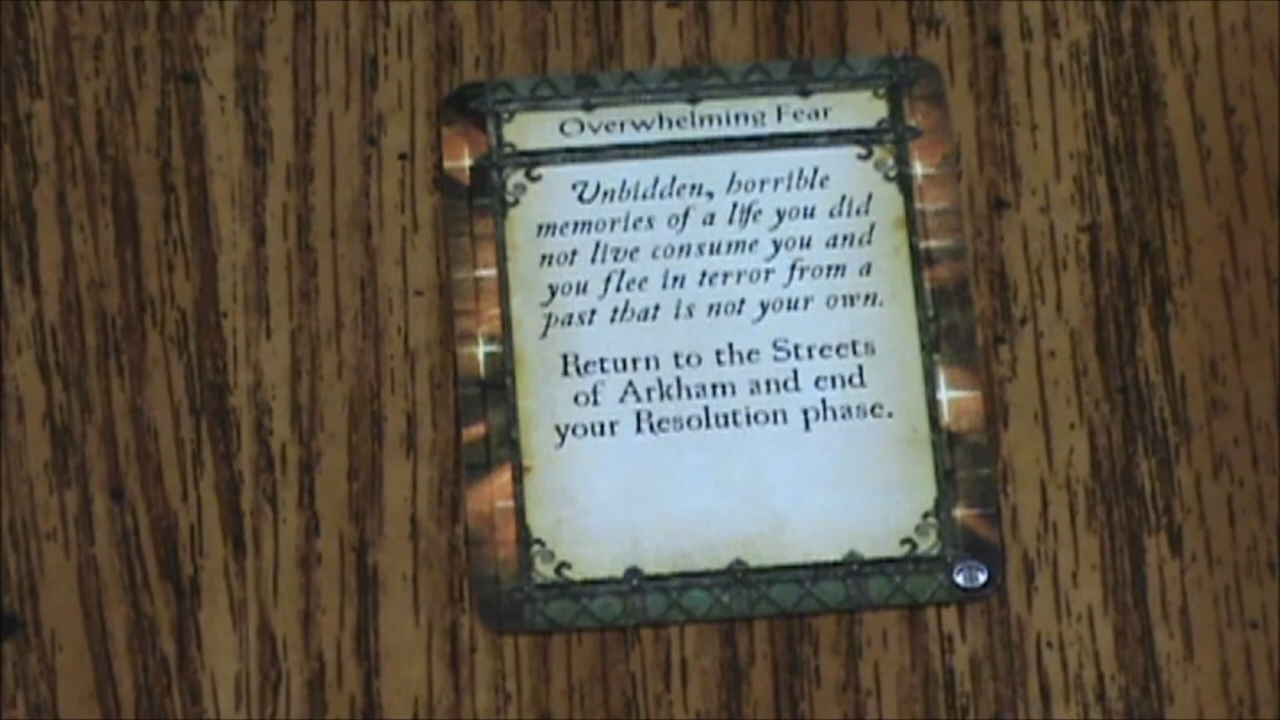 Overwhelming Fear
Unbidden, horrible
memories of a life you did
not live consume you and
you flee in terror from a
past that is not your own.
Return to the Streets
of Arkham and end
your Resolution phase.